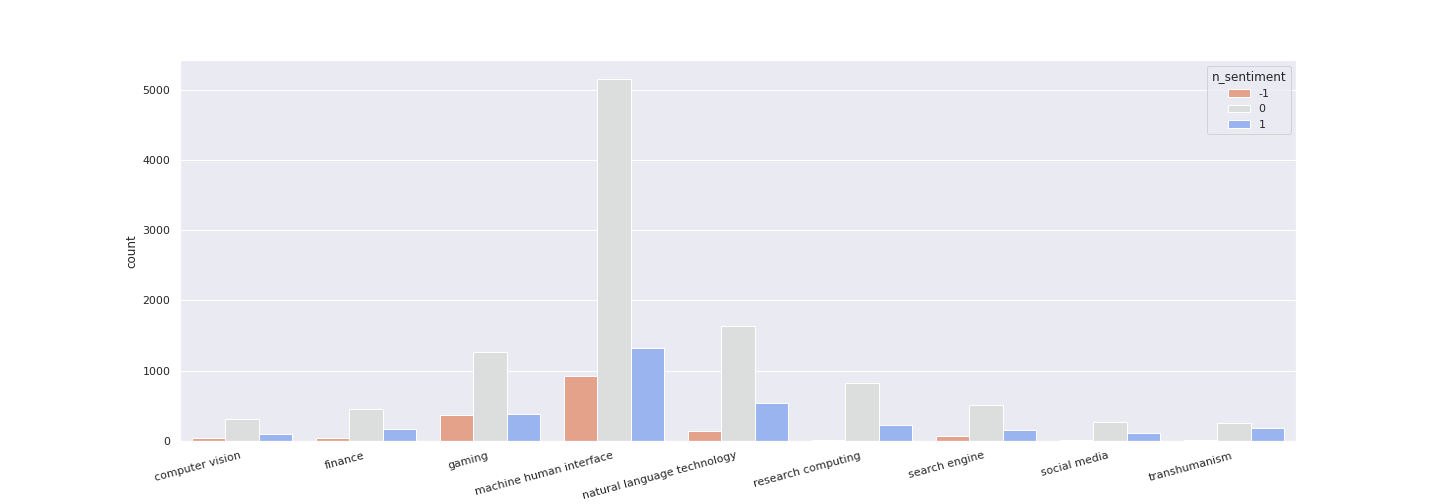 n_sentiment
-1
0
1
5000
4000
3000
2000
1000
0
count
computer vision
finance
gaming
machine human interface
natural language technology
research computing
search engine
social media
transhumanism